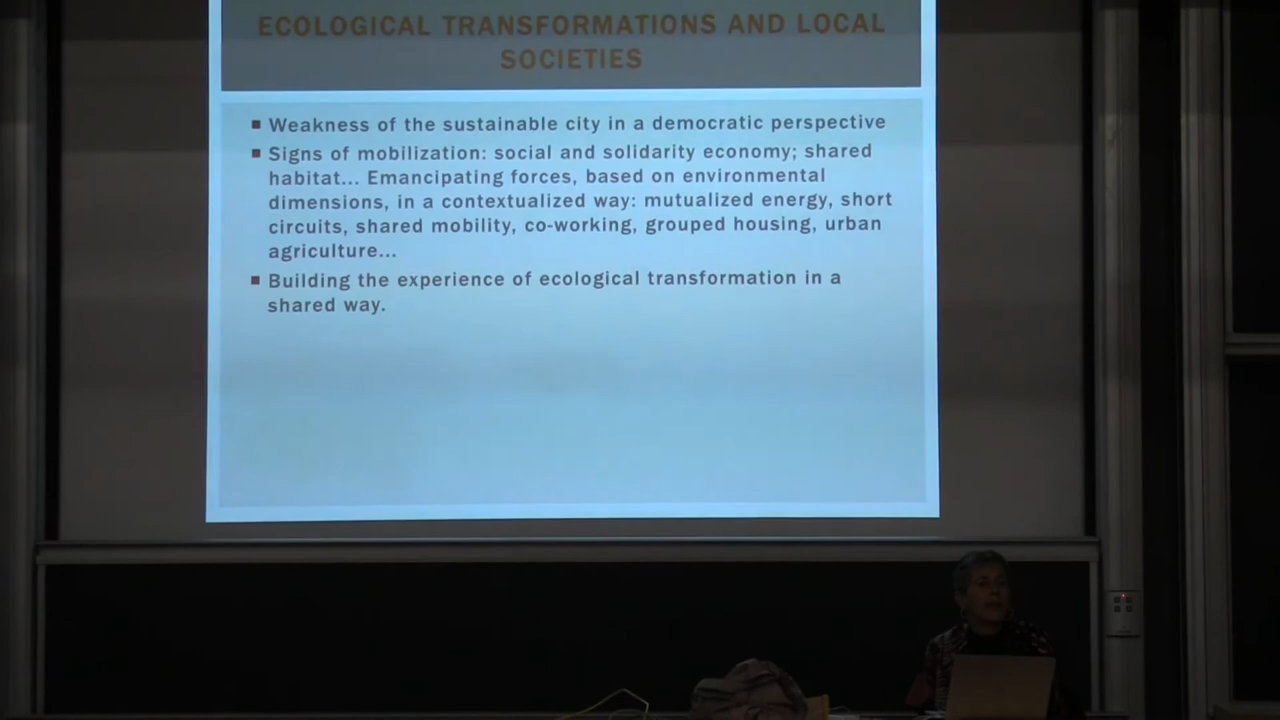 ECOLOGICAL TRANSFORMATIONS AND LOCAL
SOCIETIES
▪ Weakness of the sustainable city in a democratic perspective
▪ Signs of mobilization: social and solidarity economy; shared
habitat... Emancipating forces, based on environmental
dimensions, in a contextualized way: mutualized energy, short
circuits, shared mobility, co-working, grouped housing, urban
agriculture...
▪ Building the experience of ecological transformation in a
shared way.